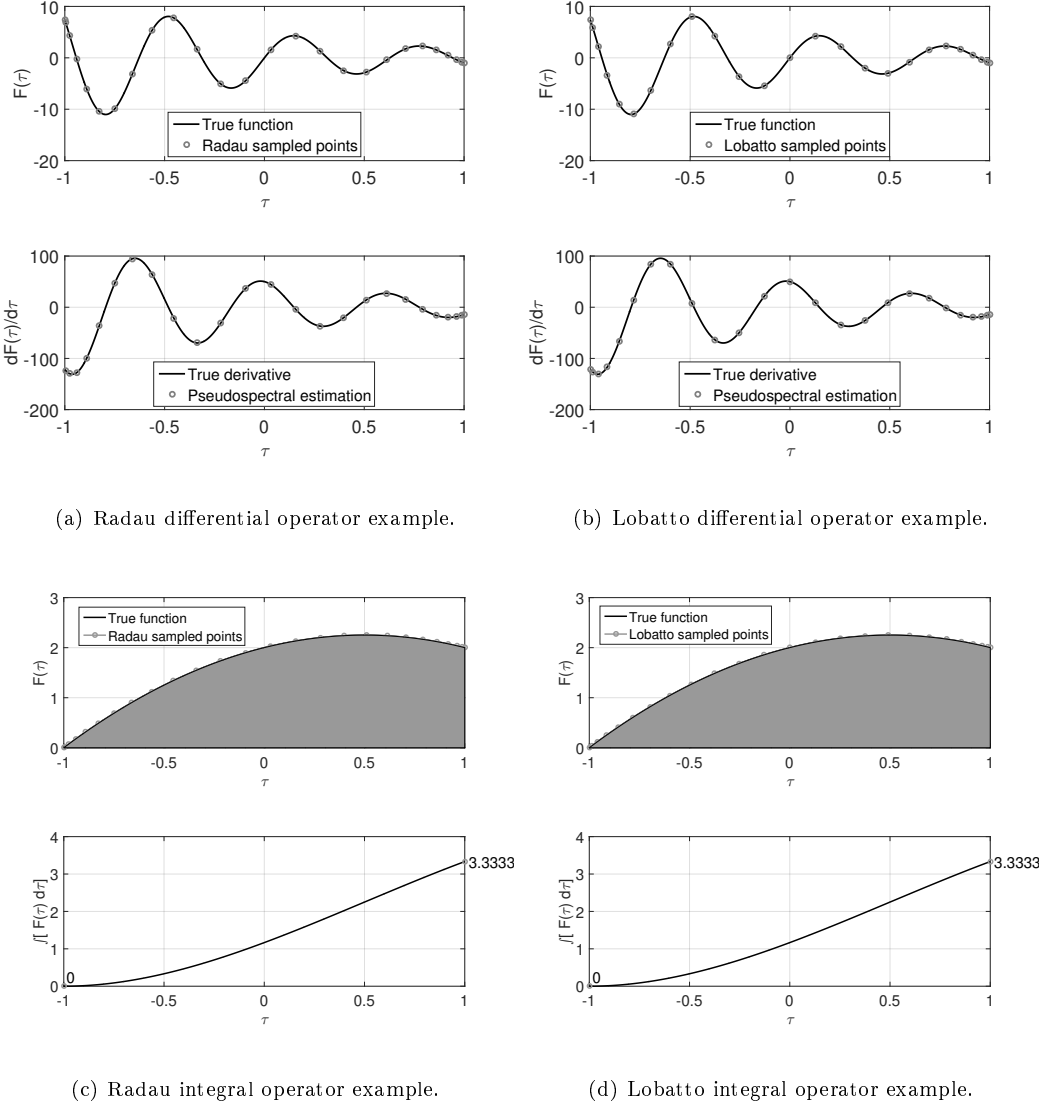 10
0
-10
-20
F(τ)
True function
Radau sampled points
-1 -0.5 0 0.5 1
τ
10
0
-10
-20
F(τ)
True function
Lobatto sampled points
-1 -0.5 0 0.5 1
τ
100
0
-100
-200
dF(τ)/dτ
True derivative
Pseudospectral estimation
-1 -0.5 0 0.5 1
τ
100
0
-100
-200
dF(τ)/dτ
True derivative
Pseudospectral estimation
-1 -0.5 0 0.5 1
τ
(a) Radau differential operator example.
(b) Lobatto differential operator example.
3
2
1
0
F(τ)
True function
Radau sampled points
-1 -0.5 0 0.5 1
τ
3
2
1
0
F(τ)
True function
Lobatto sampled points
-1 -0.5 0 0.5 1
τ
4
3
2
1
0
∫[ F(τ) dτ]
0
3.3333
-1 -0.5 0 0.5 1
τ
4
3
2
1
0
∫[ F(τ) dτ]
0
3.3333
-1 -0.5 0 0.5 1
τ
(c) Radau integral operator example.
(d) Lobatto integral operator example.